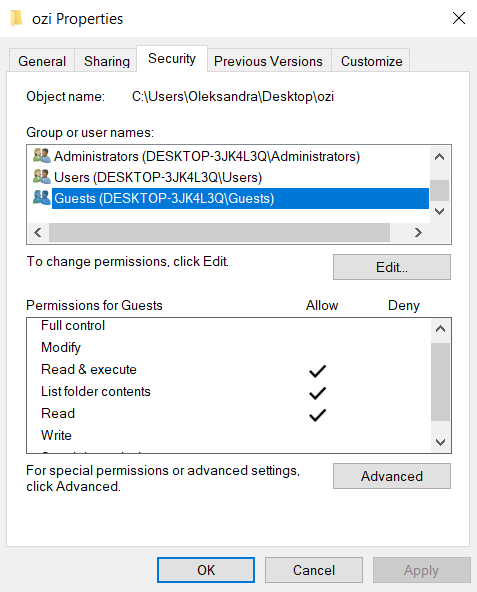 ozi Properties
General Sharing Security Previous Versions Customize
Object name: C:\Users\Oleksandra\Desktop\ozi
Group or user names:
Administrators (DESKTOP-3JK4L3Q\Administrators)
Users (DESKTOP-3JK4L3Q\Users)
Guests (DESKTOP-3JK4L3Q\Guests)
To change permissions, click Edit.
Edit...
Permissions for Guests Allow Deny
Full control
Modify
Read & execute
List folder contents
Read
Write
For special permissions or advanced settings,
click Advanced.
Advanced
OK Cancel Apply